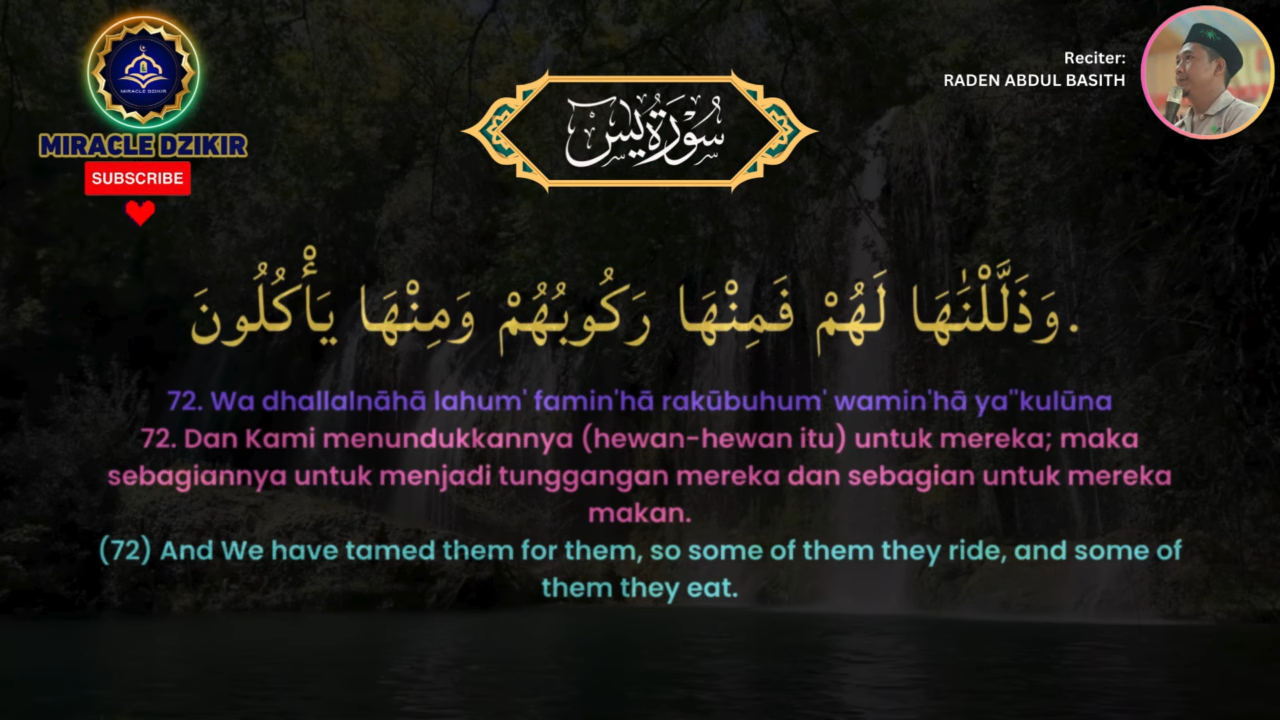 MIRACLE DZIKIR
MIRACLE DZIKIR
SUBSCRIBE
سُوْرَةُ يٰسٓ
Reciter:
RADEN ABDUL BASITH
وَذَلَّلْنَٰهَا لَهُمْ فَمِنْهَا رَكُوبُهُمْ وَمِنْهَا يَأْكُلُونَ.
72. Wa dhallalnāhā lahum' famin'hā rakūbuhum' wamin'hā ya"kulūna
72. Dan Kami menundukkannya (hewan-hewan itu) untuk mereka; maka
sebagiannya untuk menjadi tunggangan mereka dan sebagian untuk mereka
makan.
(72) And We have tamed them for them, so some of them they ride, and some of
them they eat.